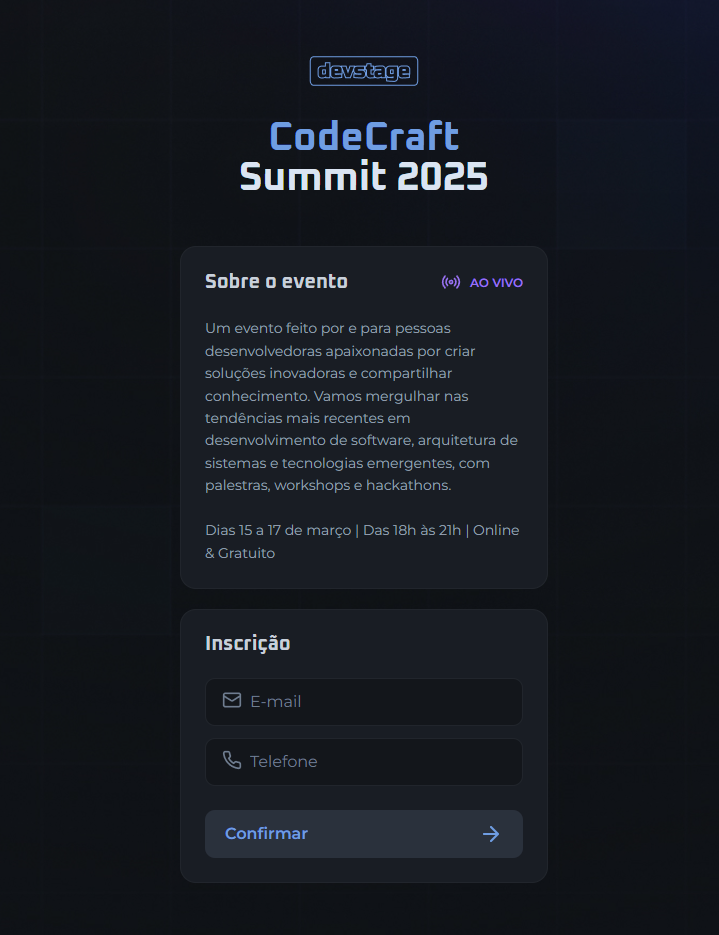 devstage
CodeCraft
Summit 2025
Sobre o evento
AO VIVO
Um evento feito por e para pessoas
desenvolvedoras apaixonadas por criar
soluções inovadoras e compartilhar
conhecimento. Vamos mergulhar nas
tendências mais recentes em
desenvolvimento de software, arquitetura de
sistemas e tecnologias emergentes, com
palestras, workshops e hackathons.
Dias 15 a 17 de março | Das 18h às 21h | Online
& Gratuito
Inscrição
E-mail
Telefone
Confirmar